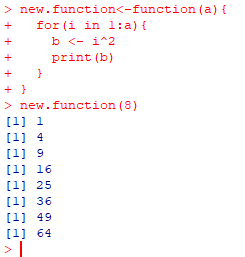 > new.function<-function(a){
+   for(i in 1:a){
+     b <- i^2
+     print(b)
+   }
+ }
> new.function(8)
[1] 1
[1] 4
[1] 9
[1] 16
[1] 25
[1] 36
[1] 49
[1] 64
>